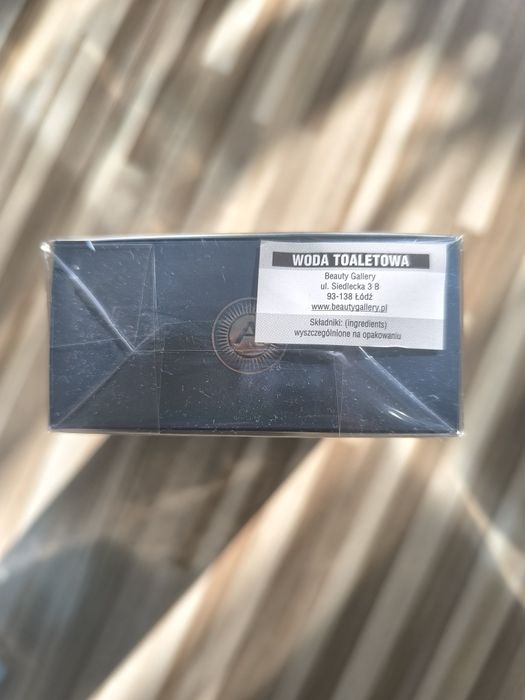 WODA TOALETOWA
Beauty Gallery
ul. Siedlecka 3 B
93-138 Łódź
www.beautygallery.pl
Składniki: (ingredients)
wyszczególnione na opakowaniu
A